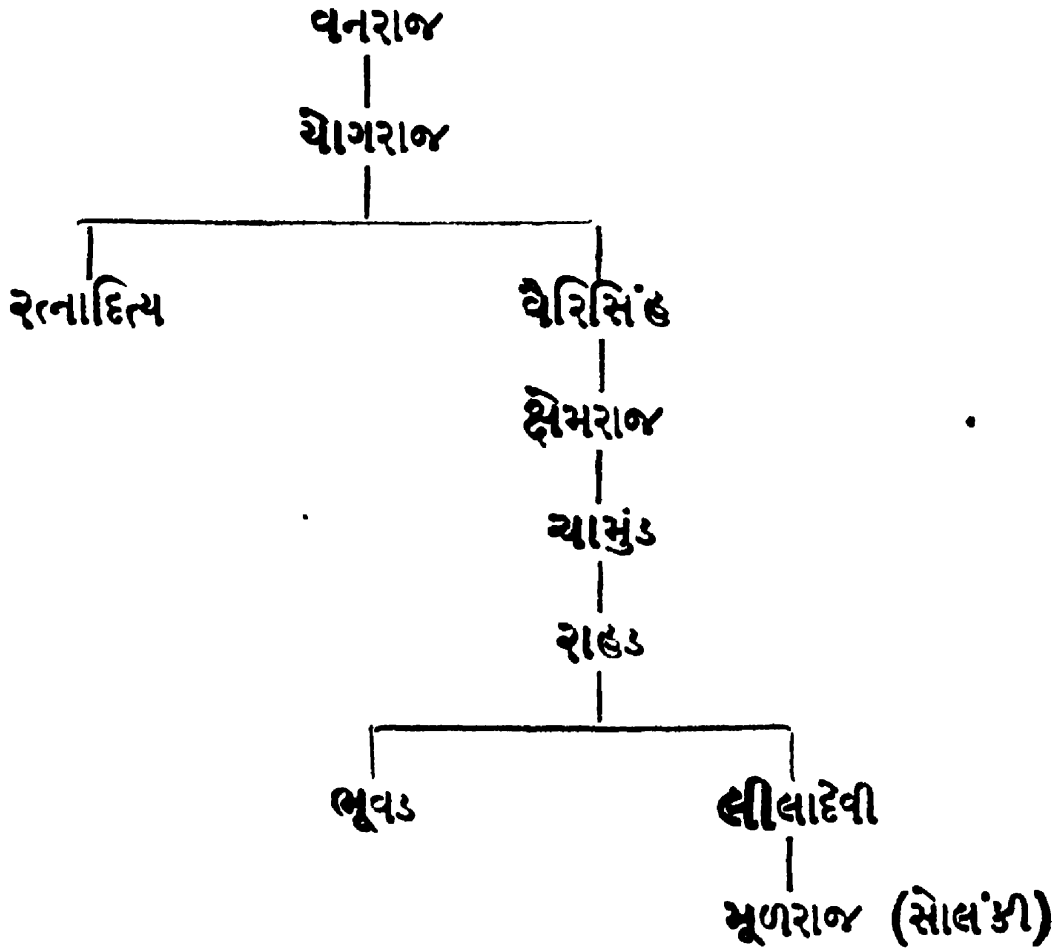 વનરાજ
યોગરાજ
રત્નાદિત્ય વૈરિસિંહ
ક્ષેમરાજ
ચામુંડ
રાહડ
ભૂવડ લીલાદેવી
મૂળરાજ (સોલંકી)